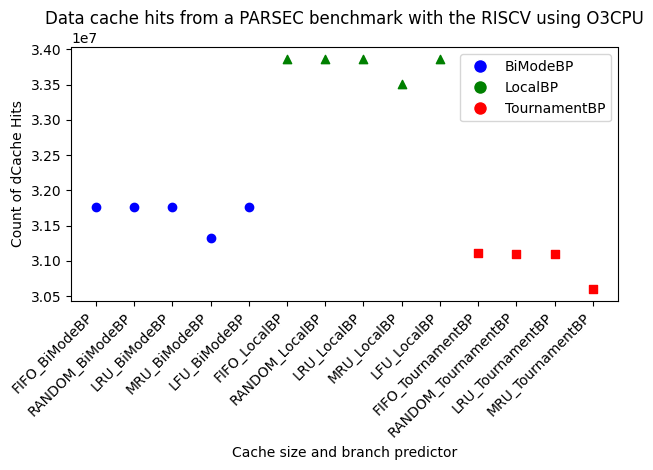 Data cache hits from a PARSEC benchmark with the RISCV using O3CPU
1e7
3.40
3.35
3.30
3.25
3.20
3.15
3.10
3.05
Count of dCache Hits
BiModeBP
LocalBP
TournamentBP
FIFO_BiModeBP
RANDOM_BiModeBP
LRU_BiModeBP
MRU_BiModeBP
LFU_BiModeBP
FIFO_LocalBP
RANDOM_LocalBP
LRU_LocalBP
MRU_LocalBP
LFU_LocalBP
FIFO_TournamentBP
RANDOM_TournamentBP
LRU_TournamentBP
MRU_TournamentBP
Cache size and branch predictor